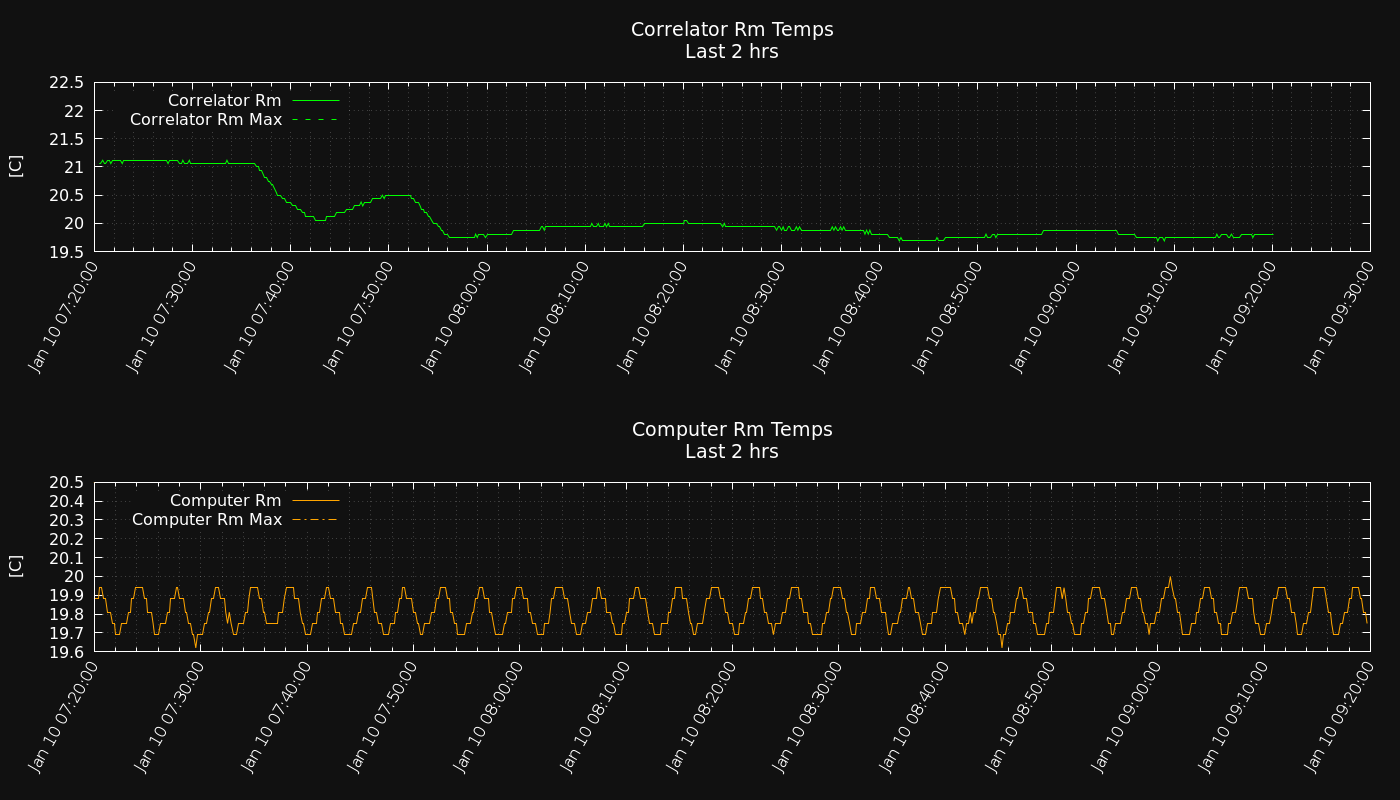 Correlator Rm Temps
Last 2 hrs
22.5
22
21.5
21
20.5
20
19.5
[C]
Correlator Rm
Correlator Rm Max
Jan 10 07:20:00
Jan 10 07:30:00
Jan 10 07:40:00
Jan 10 07:50:00
Jan 10 08:00:00
Jan 10 08:10:00
Jan 10 08:20:00
Jan 10 08:30:00
Jan 10 08:40:00
Jan 10 08:50:00
Jan 10 09:00:00
Jan 10 09:10:00
Jan 10 09:20:00
Jan 10 09:30:00
Computer Rm Temps
Last 2 hrs
20.5
20.4
20.3
20.2
20.1
20
19.9
19.8
19.7
19.6
[C]
Computer Rm
Computer Rm Max
Jan 10 07:20:00
Jan 10 07:30:00
Jan 10 07:40:00
Jan 10 07:50:00
Jan 10 08:00:00
Jan 10 08:10:00
Jan 10 08:20:00
Jan 10 08:30:00
Jan 10 08:40:00
Jan 10 08:50:00
Jan 10 09:00:00
Jan 10 09:10:00
Jan 10 09:20:00